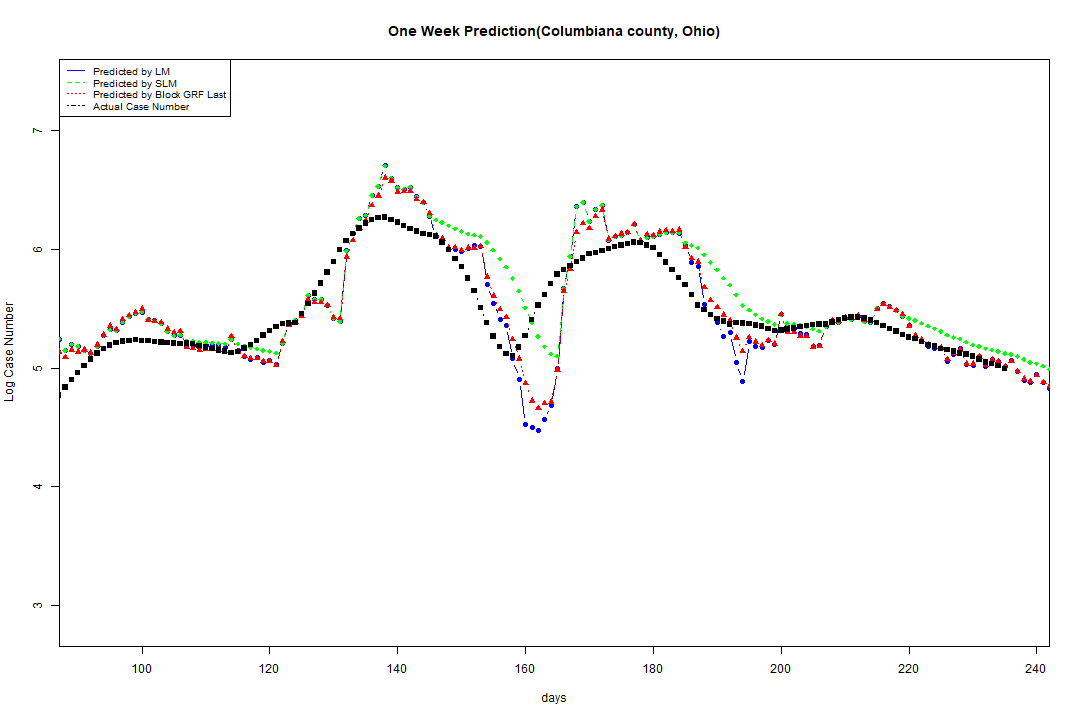 One Week Prediction(Columbiana county, Ohio)
Predicted by LM
Predicted by SLM
Predicted by Block GRF Last
Actual Case Number
7
6
5
4
3
Log Case Number
100 120 140 160 180 200 220 240
days